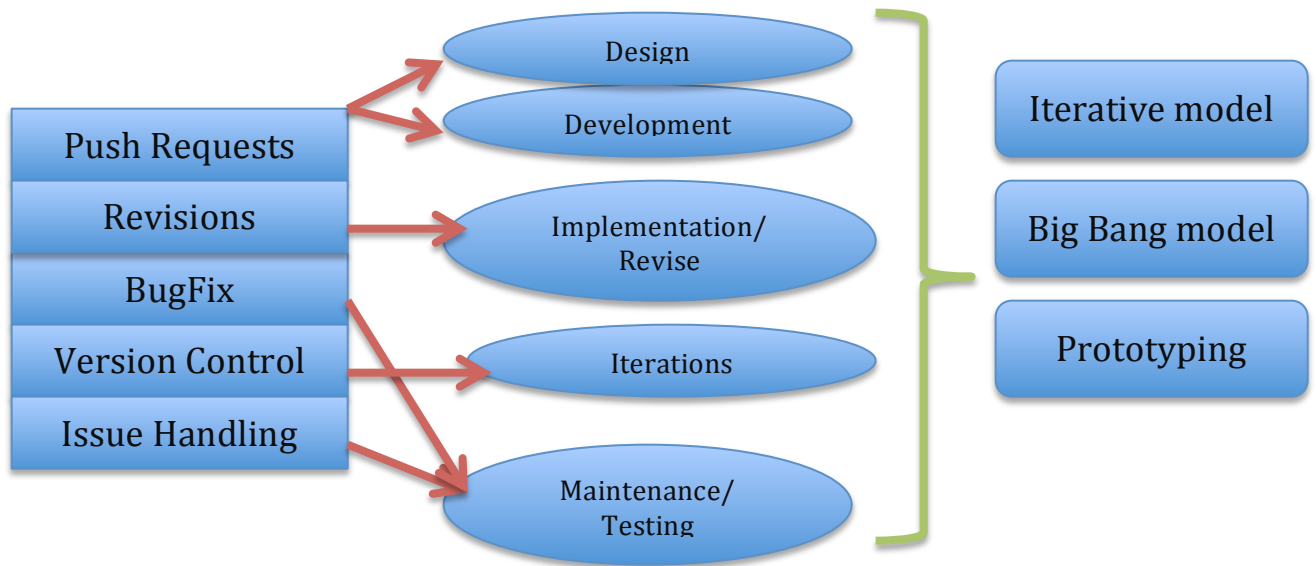 Push Requests
Revisions
BugFix
Version Control
Issue Handling
Design
Development
Implementation/
Revise
Iterations
Maintenance/
Testing
Iterative model
Big Bang model
Prototyping